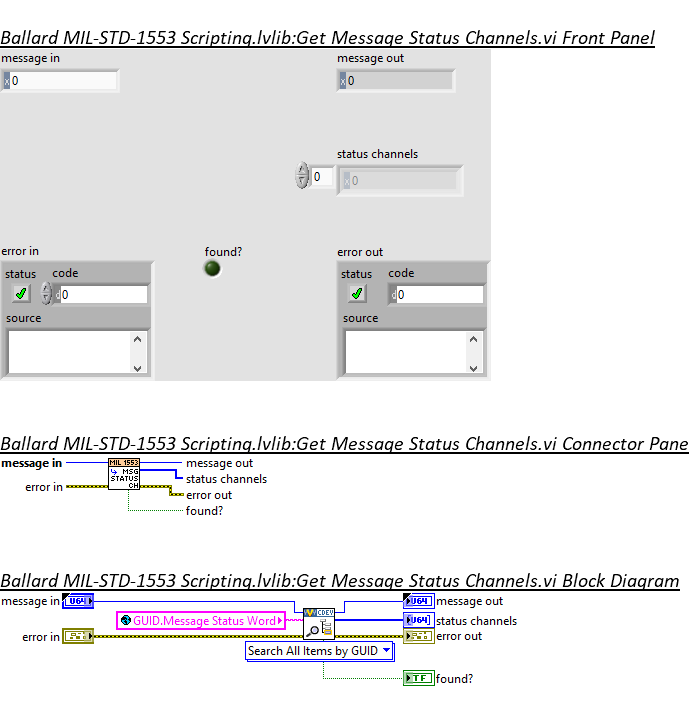 Ballard MIL-STD-1553 Scripting.lvlib:Get Message Status Channels.vi Front Panel
message in
message out
x 0
x 0
status channels
0
x 0
error in
found?
error out
status code
status code
d 0
d 0
source
source
Ballard MIL-STD-1553 Scripting.lvlib:Get Message Status Channels.vi Connector Pane
message in
MIL 1553
message out
MSG
status channels
STATUS
error in
CH
error out
found?
Ballard MIL-STD-1553 Scripting.lvlib:Get Message Status Channels.vi Block Diagram
message in
U64
U64
message out
CDEV
GUID.Message Status Word
[U64]
status channels
error in
error out
Search All Items by GUID
TF
found?